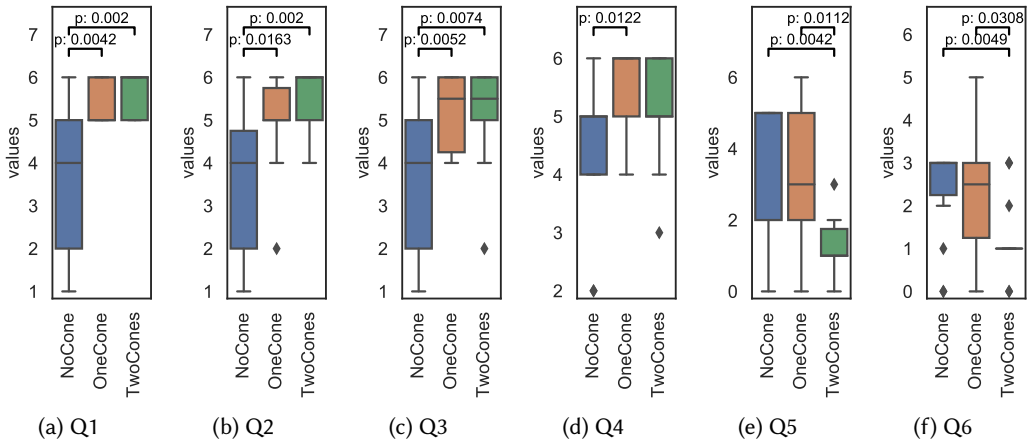 p: 0.002
p: 0.0042
values
7
6
5
4
3
2
1
NoCone
OneCone
TwoCones
(a) Q1
p: 0.002
p: 0.0163
values
7
6
5
4
3
2
1
NoCone
OneCone
TwoCones
(b) Q2
p: 0.0074
p: 0.0052
values
7
6
5
4
3
2
1
NoCone
OneCone
TwoCones
(c) Q3
p: 0.0122
values
6
5
4
3
2
NoCone
OneCone
TwoCones
(d) Q4
p: 0.0112
p: 0.0042
values
6
4
2
0
NoCone
OneCone
TwoCones
(e) Q5
p: 0.0308
p: 0.0049
values
6
5
4
3
2
1
0
NoCone
OneCone
TwoCones
(f) Q6